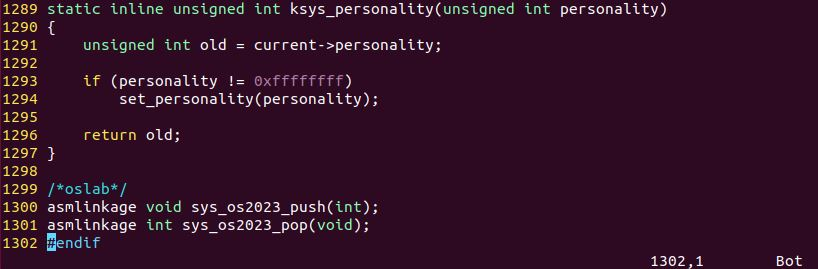 1289 static inline unsigned int ksys_personality(unsigned int personality)
1290 {
1291     unsigned int old = current->personality;
1292
1293     if (personality != 0xffffffff)
1294         set_personality(personality);
1295
1296     return old;
1297 }
1298
1299 /*oslab*/
1300 asmlinkage void sys_os2023_push(int);
1301 asmlinkage int sys_os2023_pop(void);
1302 #endif
1302,1 Bot